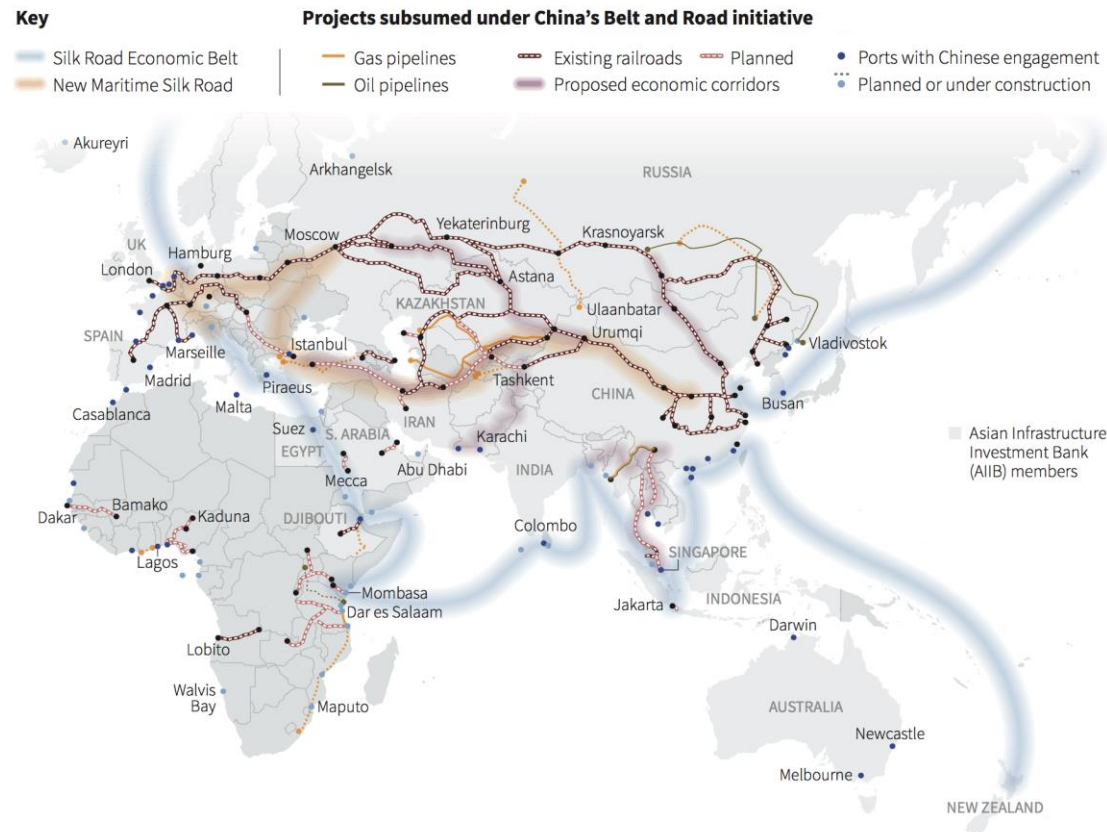 Key
Projects subsumed under China's Belt and Road initiative
Silk Road Economic Belt
New Maritime Silk Road
Gas pipelines
Oil pipelines
Existing railroads
Planned
Proposed economic corridors
Ports with Chinese engagement
Planned or under construction
Akureyri
Arkhangelsk
RUSSIA
Yekaterinburg
Krasnoyarsk
Moscow
UK
Hamburg
London
Astana
KAZAKHSTAN
Ulaanbatar
Urumqi
SPAIN
Istanbul
Vladivostok
Marseille
Tashkent
Madrid
Piraeus
CHINA
Busan
Casablanca
Malta
IRAN
Suez
S. ARABIA
Karachi
EGYPT
Abu Dhabi
INDIA
Asian Infrastructure
Investment Bank
(AIIB) members
Mecca
Bamako
Kaduna
Dakar
DJIBOUTI
Colombo
Lagos
SINGAPORE
Mombasa
Jakarta
INDONESIA
Dar es Salaam
Darwin
Lobito
Walvis
Bay
Maputo
AUSTRALIA
Newcastle
Melbourne
NEW ZEALAND